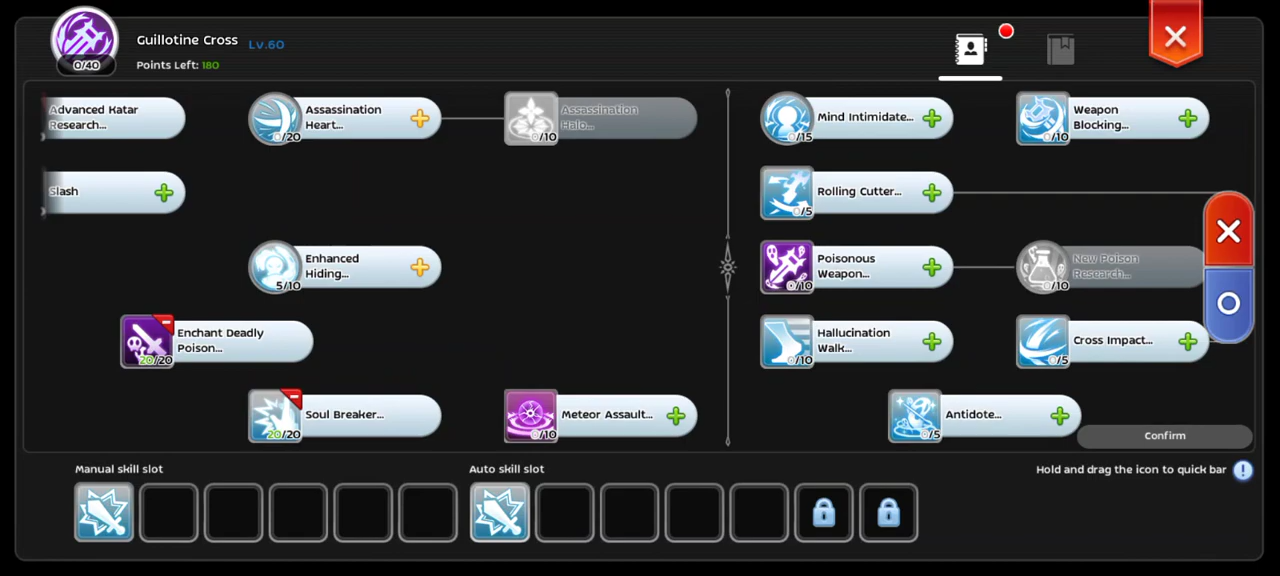 Guillotine Cross Lv.60
0/40
Points Left: 180
Advanced Katar
Research...
Assassination
Heart...
0/20
Assassination
Halo...
0/10
Mind Intimidate...
0/15
Weapon
Blocking...
0/10
Slash
Rolling Cutter...
0/5
Enhanced
Hiding...
5/10
Poisonous
Weapon...
0/10
New Poison
Research...
0/10
Enchant Deadly
Poison...
20/20
Hallucination
Walk...
0/10
Cross Impact...
0/5
Soul Breaker...
20/20
Meteor Assault...
0/10
Antidote...
0/5
Confirm
Manual skill slot
Auto skill slot
Hold and drag the icon to quick bar